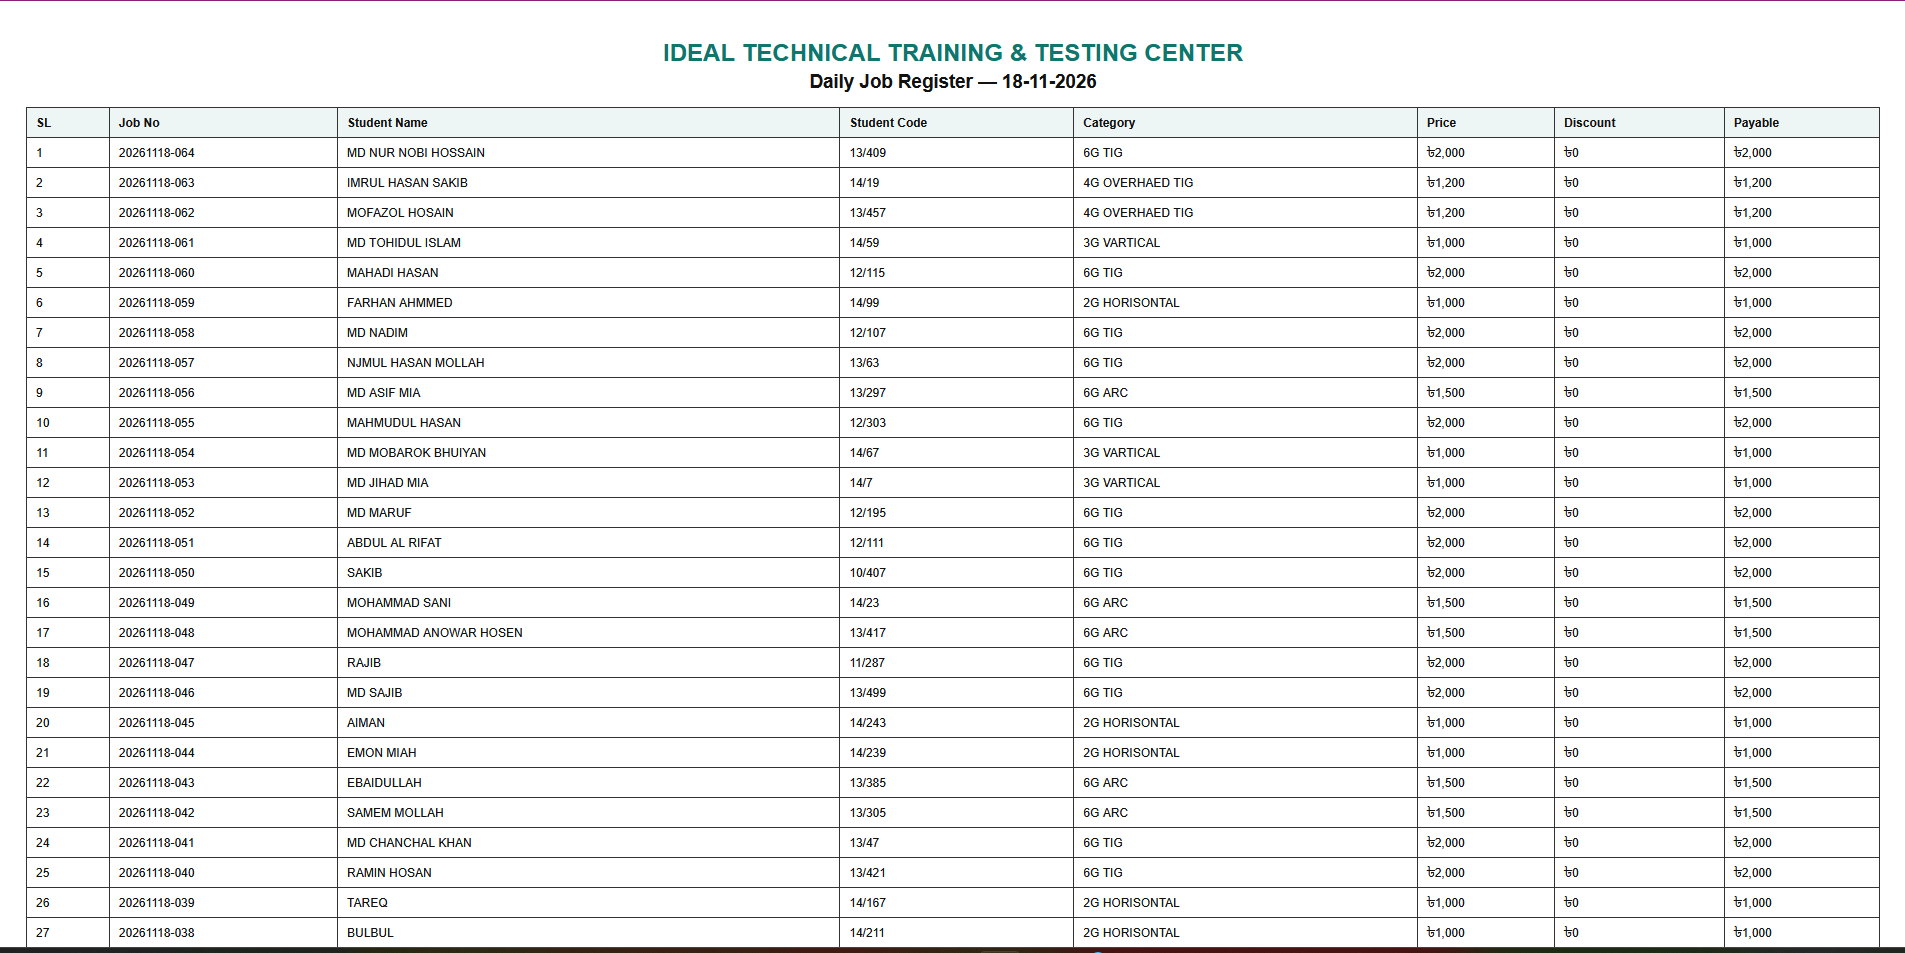 IDEAL TECHNICAL TRAINING & TESTING CENTER
Daily Job Register — 18-11-2026
SL Job No Student Name Student Code Category Price Discount Payable
1 20261118-064 MD NUR NOBI HOSSAIN 13/409 6G TIG ৳2,000 ৳0 ৳2,000
2 20261118-063 IMRUL HASAN SAKIB 14/19 4G OVERHAED TIG ৳1,200 ৳0 ৳1,200
3 20261118-062 MOFAZOL HOSAIN 13/457 4G OVERHAED TIG ৳1,200 ৳0 ৳1,200
4 20261118-061 MD TOHIDUL ISLAM 14/59 3G VARTICAL ৳1,000 ৳0 ৳1,000
5 20261118-060 MAHADI HASAN 12/115 6G TIG ৳2,000 ৳0 ৳2,000
6 20261118-059 FARHAN AHMMED 14/99 2G HORISONTAL ৳1,000 ৳0 ৳1,000
7 20261118-058 MD NADIM 12/107 6G TIG ৳2,000 ৳0 ৳2,000
8 20261118-057 NJMUL HASAN MOLLAH 13/63 6G TIG ৳2,000 ৳0 ৳2,000
9 20261118-056 MD ASIF MIA 13/297 6G ARC ৳1,500 ৳0 ৳1,500
10 20261118-055 MAHMUDUL HASAN 12/303 6G TIG ৳2,000 ৳0 ৳2,000
11 20261118-054 MD MOBAROK BHUIYAN 14/67 3G VARTICAL ৳1,000 ৳0 ৳1,000
12 20261118-053 MD JIHAD MIA 14/7 3G VARTICAL ৳1,000 ৳0 ৳1,000
13 20261118-052 MD MARUF 12/195 6G TIG ৳2,000 ৳0 ৳2,000
14 20261118-051 ABDUL AL RIFAT 12/111 6G TIG ৳2,000 ৳0 ৳2,000
15 20261118-050 SAKIB 10/407 6G TIG ৳2,000 ৳0 ৳2,000
16 20261118-049 MOHAMMAD SANI 14/23 6G ARC ৳1,500 ৳0 ৳1,500
17 20261118-048 MOHAMMAD ANOWAR HOSEN 13/417 6G ARC ৳1,500 ৳0 ৳1,500
18 20261118-047 RAJIB 11/287 6G TIG ৳2,000 ৳0 ৳2,000
19 20261118-046 MD SAJIB 13/499 6G TIG ৳2,000 ৳0 ৳2,000
20 20261118-045 AIMAN 14/243 2G HORISONTAL ৳1,000 ৳0 ৳1,000
21 20261118-044 EMON MIAH 14/239 2G HORISONTAL ৳1,000 ৳0 ৳1,000
22 20261118-043 EBAIDULLAH 13/385 6G ARC ৳1,500 ৳0 ৳1,500
23 20261118-042 SAMEM MOLLAH 13/305 6G ARC ৳1,500 ৳0 ৳1,500
24 20261118-041 MD CHANCHAL KHAN 13/47 6G TIG ৳2,000 ৳0 ৳2,000
25 20261118-040 RAMIN HOSAN 13/421 6G TIG ৳2,000 ৳0 ৳2,000
26 20261118-039 TAREQ 14/167 2G HORISONTAL ৳1,000 ৳0 ৳1,000
27 20261118-038 BULBUL 14/211 2G HORISONTAL ৳1,000 ৳0 ৳1,000